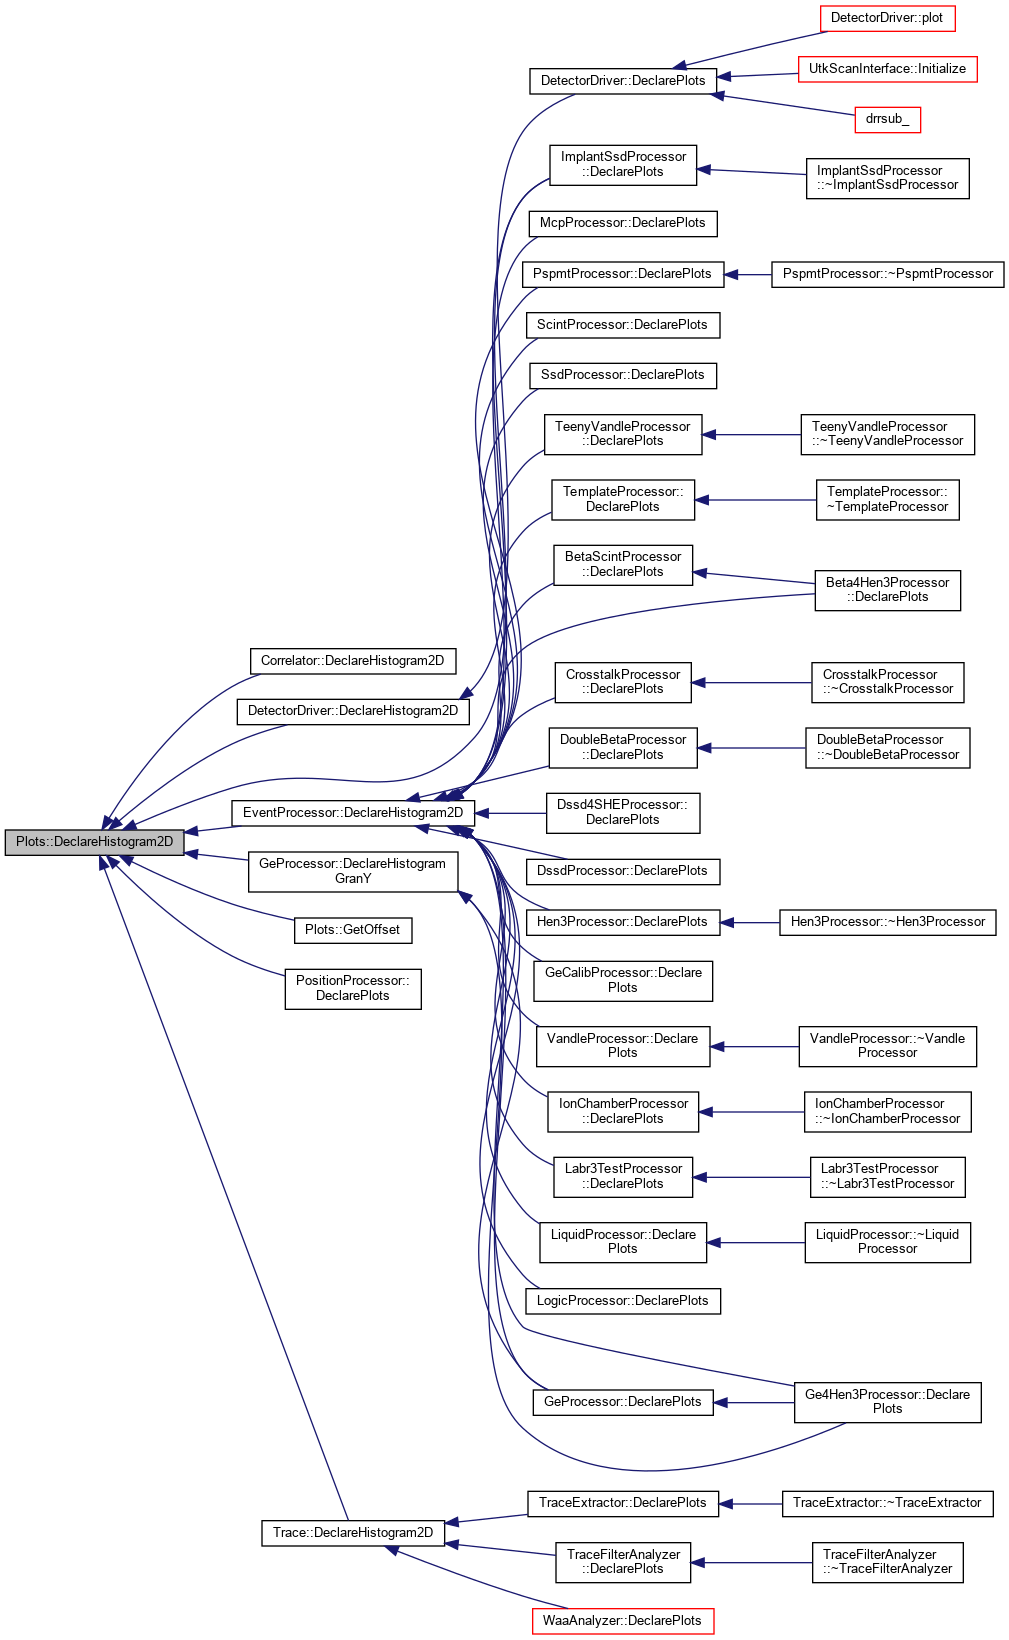 DetectorDriver::plot
DetectorDriver::DeclarePlots
UtkScanInterface::Initialize
drrsub_
ImplantSsdProcessor
::DeclarePlots
ImplantSsdProcessor
::~ImplantSsdProcessor
McpProcessor::DeclarePlots
PspmtProcessor::DeclarePlots
PspmtProcessor::~PspmtProcessor
ScintProcessor::DeclarePlots
SsdProcessor::DeclarePlots
TeenyVandleProcessor
::DeclarePlots
TeenyVandleProcessor
::~TeenyVandleProcessor
TemplateProcessor::
DeclarePlots
TemplateProcessor::
~TemplateProcessor
BetaScintProcessor
::DeclarePlots
Beta4Hen3Processor
::DeclarePlots
Correlator::DeclareHistogram2D
CrosstalkProcessor
::DeclarePlots
CrosstalkProcessor
::~CrosstalkProcessor
DetectorDriver::DeclareHistogram2D
DoubleBetaProcessor
::DeclarePlots
DoubleBetaProcessor
::~DoubleBetaProcessor
EventProcessor::DeclareHistogram2D
Dssd4SHEProcessor::
DeclarePlots
Plots::DeclareHistogram2D
GeProcessor::DeclareHistogram
GranY
DssdProcessor::DeclarePlots
Plots::GetOffset
Hen3Processor::DeclarePlots
Hen3Processor::~Hen3Processor
PositionProcessor::
DeclarePlots
GeCalibProcessor::Declare
Plots
VandleProcessor::Declare
Plots
VandleProcessor::~Vandle
Processor
IonChamberProcessor
::DeclarePlots
IonChamberProcessor
::~IonChamberProcessor
Labr3TestProcessor
::DeclarePlots
Labr3TestProcessor
::~Labr3TestProcessor
LiquidProcessor::Declare
Plots
LiquidProcessor::~Liquid
Processor
LogicProcessor::DeclarePlots
GeProcessor::DeclarePlots
Ge4Hen3Processor::Declare
Plots
Trace::DeclareHistogram2D
TraceExtractor::DeclarePlots
TraceExtractor::~TraceExtractor
TraceFilterAnalyzer
::DeclarePlots
TraceFilterAnalyzer
::~TraceFilterAnalyzer
WaaAnalyzer::DeclarePlots